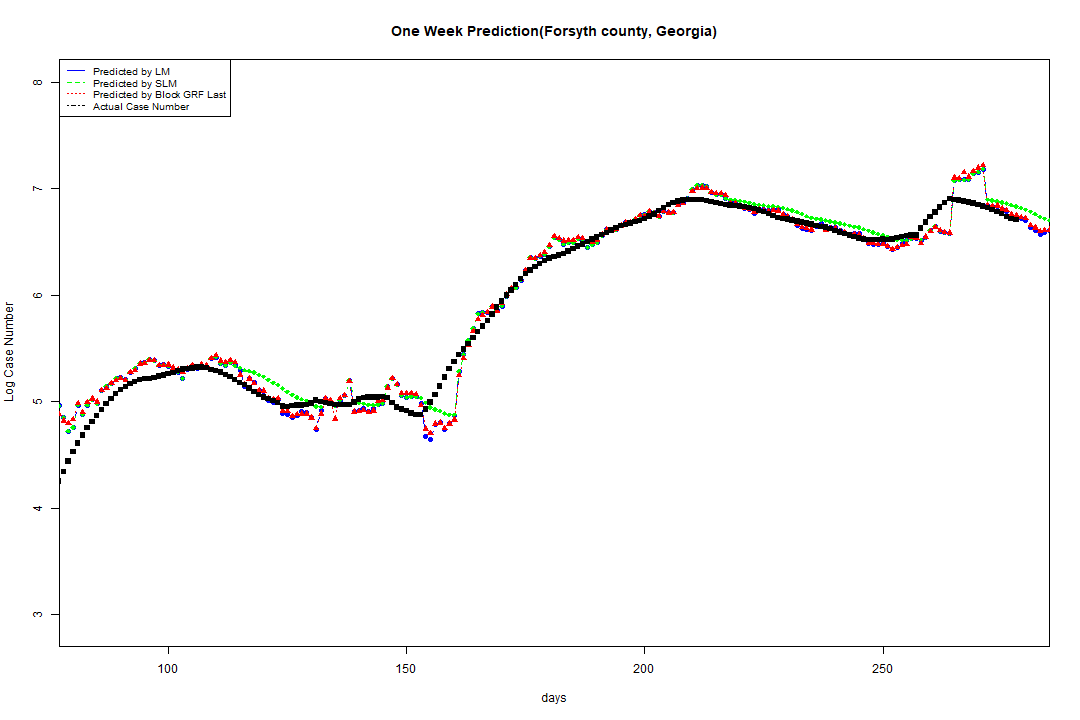 One Week Prediction(Forsyth county, Georgia)
Predicted by LM
Predicted by SLM
Predicted by Block GRF Last
Actual Case Number
8
7
6
5
4
3
Log Case Number
100
150
200
250
days